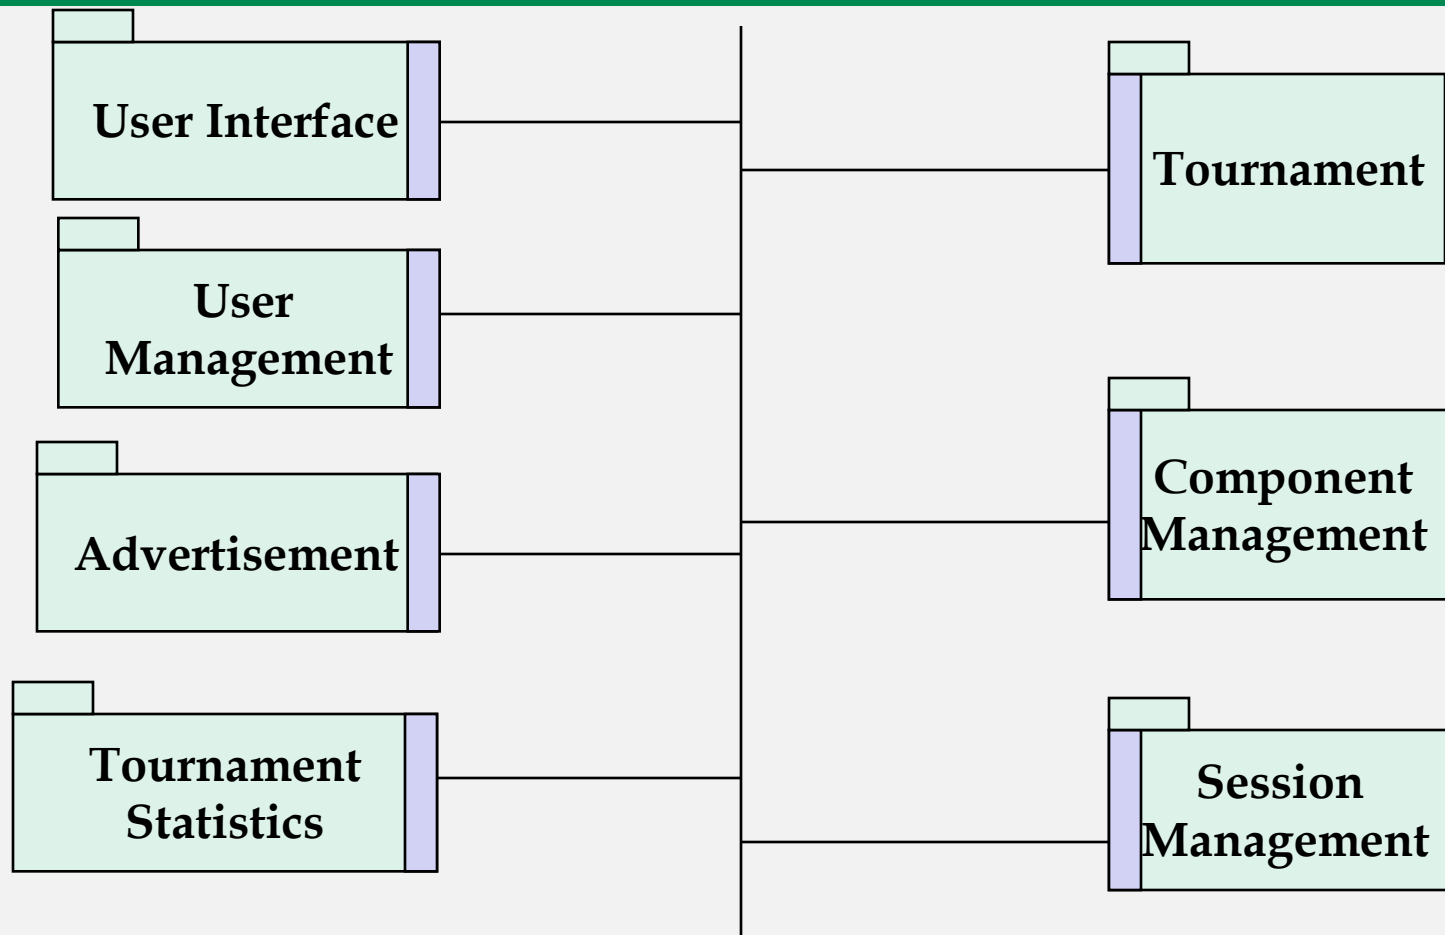 User Interface
User
Management
Advertisement
Tournament
Statistics
Tournament
Component
Management
Session
Management